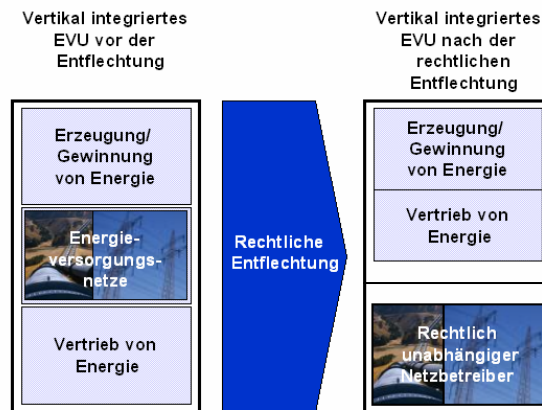 Vertikal integriertes
EVU vor der
Entflechtung
Erzeugung/
Gewinnung
von Energie
Energie-
versorgungs-
netze
Vertrieb von
Energie
Rechtliche
Entflechtung
Vertikal integriertes
EVU nach der
rechtlichen
Entflechtung
Erzeugung/
Gewinnung
von Energie
Vertrieb von
Energie
Rechtlich
unabhängiger
Netzbetreiber